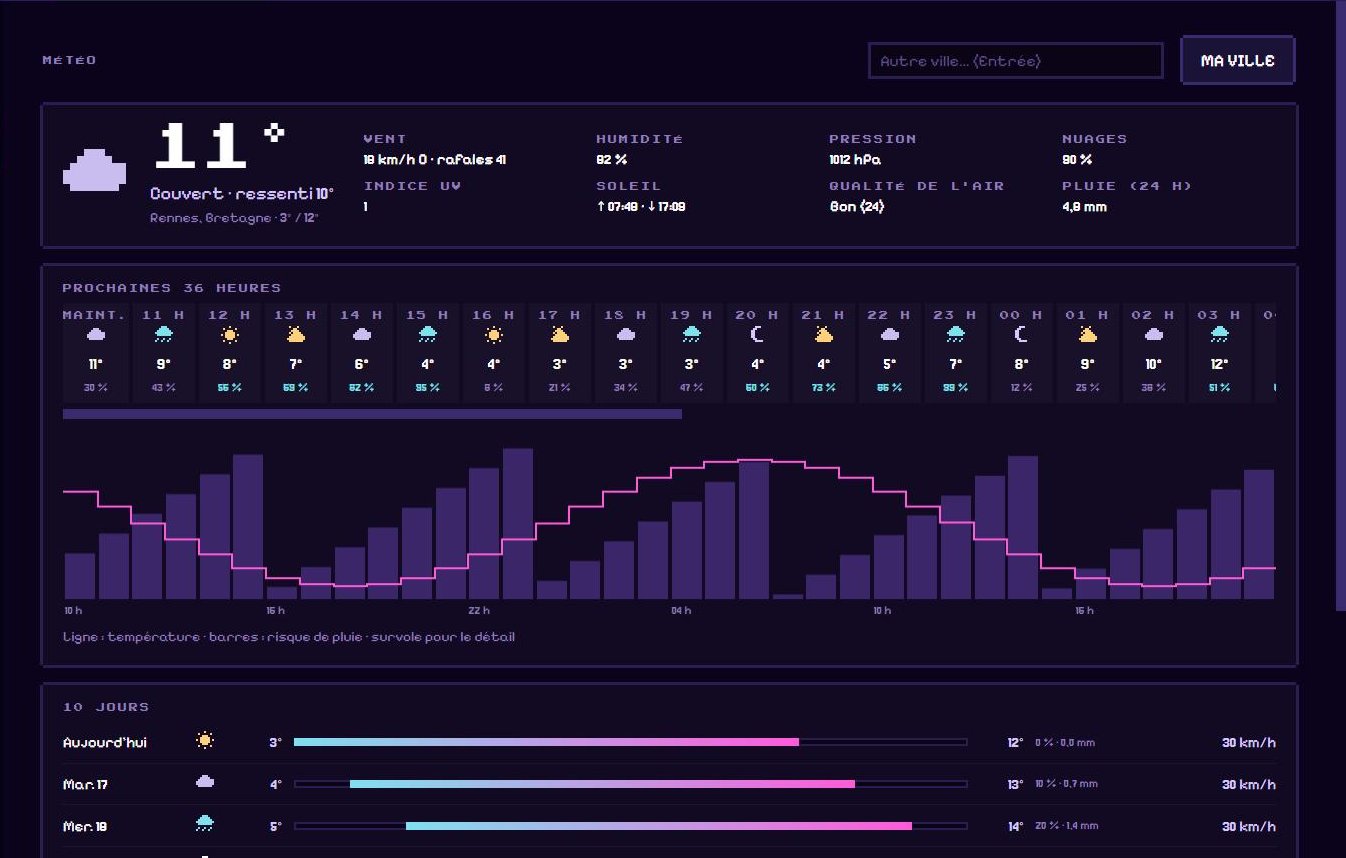 MÉTÉO
Autre ville… (Entrée)
MA VILLE
11°
Couvert · ressenti 10°
Rennes, Bretagne · 3° / 12°
VENT
18 km/h O · rafales 41
HUMIDITÉ
82 %
PRESSION
1012 hPa
NUAGES
90 %
INDICE UV
1
SOLEIL
↑ 07:48 · ↓ 17:09
QUALITÉ DE L'AIR
Bon (24)
PLUIE (24 H)
4,8 mm
PROCHAINES 36 HEURES
MAINT. 11 H 12 H 13 H 14 H 15 H 16 H 17 H 18 H 19 H 20 H 21 H 22 H 23 H 00 H 01 H 02 H 03 H
11° 9° 8° 7° 6° 4° 4° 3° 3° 3° 4° 4° 5° 7° 8° 9° 10° 12°
30 % 43 % 56 % 69 % 82 % 95 % 8 % 21 % 34 % 47 % 60 % 73 % 86 % 99 % 12 % 25 % 38 % 51 %
10 h 16 h 22 h 04 h 10 h 16 h
Ligne : température · barres : risque de pluie · survole pour le détail
10 JOURS
Aujourd'hui 3° 12° 0 % · 0,0 mm 30 km/h
Mar. 17 4° 13° 10 % · 0,7 mm 30 km/h
Mer. 18 5° 14° 20 % · 1,4 mm 30 km/h